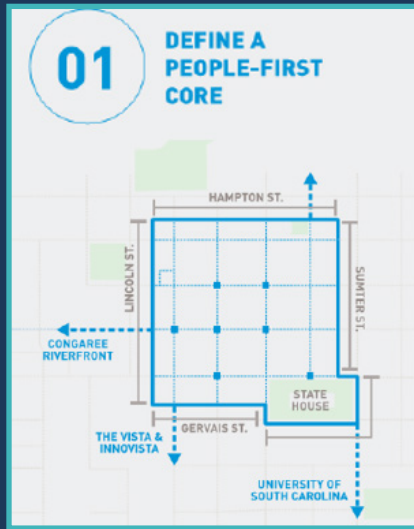 01
DEFINE A
PEOPLE-FIRST
CORE
HAMPTON ST.
LINCOLN ST.
SUMTER ST.
CONGAREE
RIVERFRONT
STATE
HOUSE
GERVAIS ST.
THE VISTA &
INNOVISTA
UNIVERSITY OF
SOUTH CAROLINA